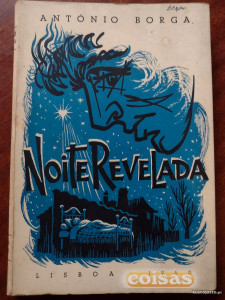 ANTÓNIO BORGA
NOITE REVELADA
LISBOA
coisas